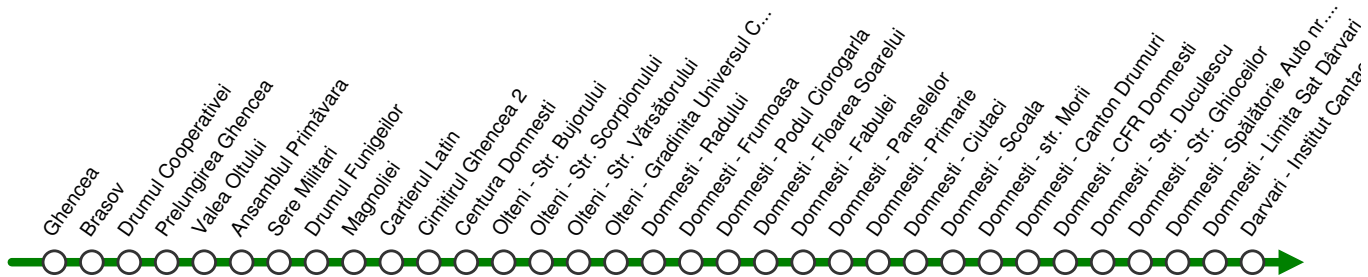 Ghencea
Brasov
Drumul Cooperativei
Prelungirea Ghencea
Valea Oltului
Ansamblul Primăvara
Sere Militari
Drumul Funigeilor
Magnoliei
Cartierul Latin
Cimitirul Ghencea 2
Centura Domnesti
Olteni - Str. Bujorului
Olteni - Str. Scorpionului
Olteni - Str. Vărsătorului
Olteni - Gradinita Universul C...
Domnesti - Radului
Domnesti - Frumoasa
Domnesti - Podul Ciorogarla
Domnesti - Floarea Soarelui
Domnesti - Fabulei
Domnesti - Panselelor
Domnesti - Primarie
Domnesti - Ciutaci
Domnesti - Scoala
Domnesti - str. Morii
Domnesti - Canton Drumuri
Domnesti - CFR Domnesti
Domnesti - Str. Duculescu
Domnesti - Str. Ghioceilor
Domnesti - Spălătorie Auto nr....
Domnesti - Limita Sat Dârvari
Darvari - Institut